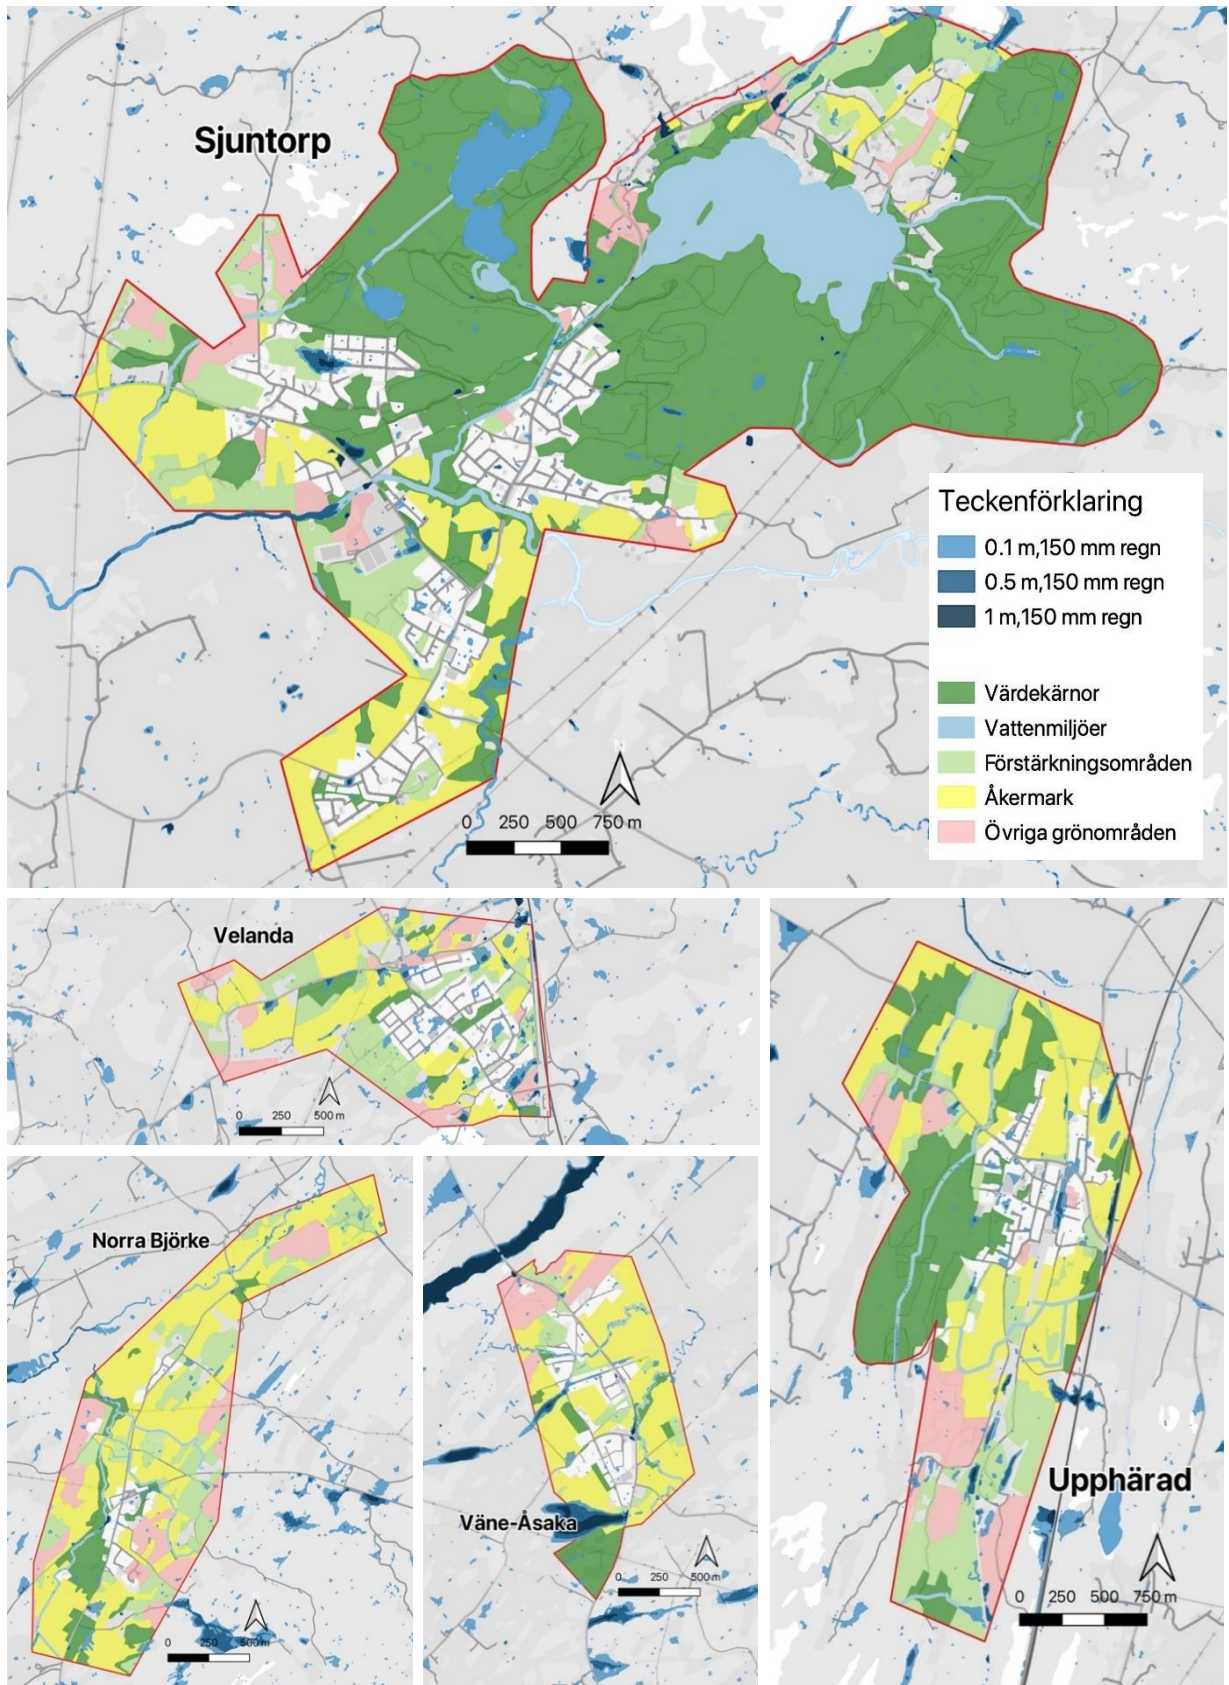 Sjuntorp
Teckenförklaring
0.1 m,150 mm regn
0.5 m,150 mm regn
1 m,150 mm regn
Värdekärnor
Vattenmiljöer
Förstärkningsområden
Åkermark
Övriga grönområden
0 250 500 750 m
Velanda
0 250 500 m
Norra Björke
0 250 500 m
Väne-Åsaka
0 250 500 m
Upphärad
0 250 500 750 m